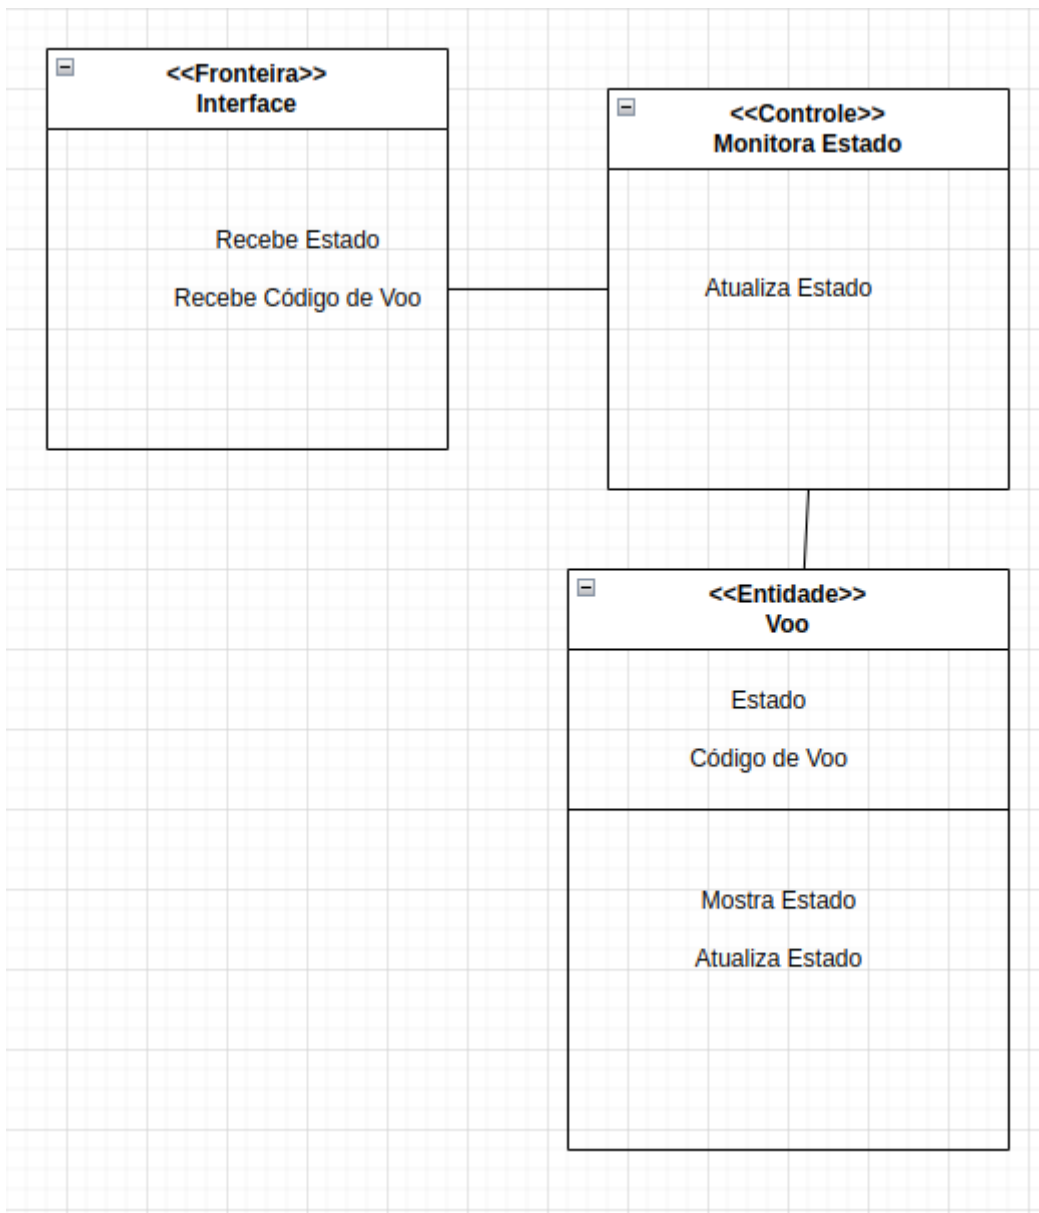 <<Fronteira>>
Interface
Recebe Estado
Recebe Código de Voo
<<Controle>>
Monitora Estado
Atualiza Estado
<<Entidade>>
Voo
Estado
Código de Voo
Mostra Estado
Atualiza Estado